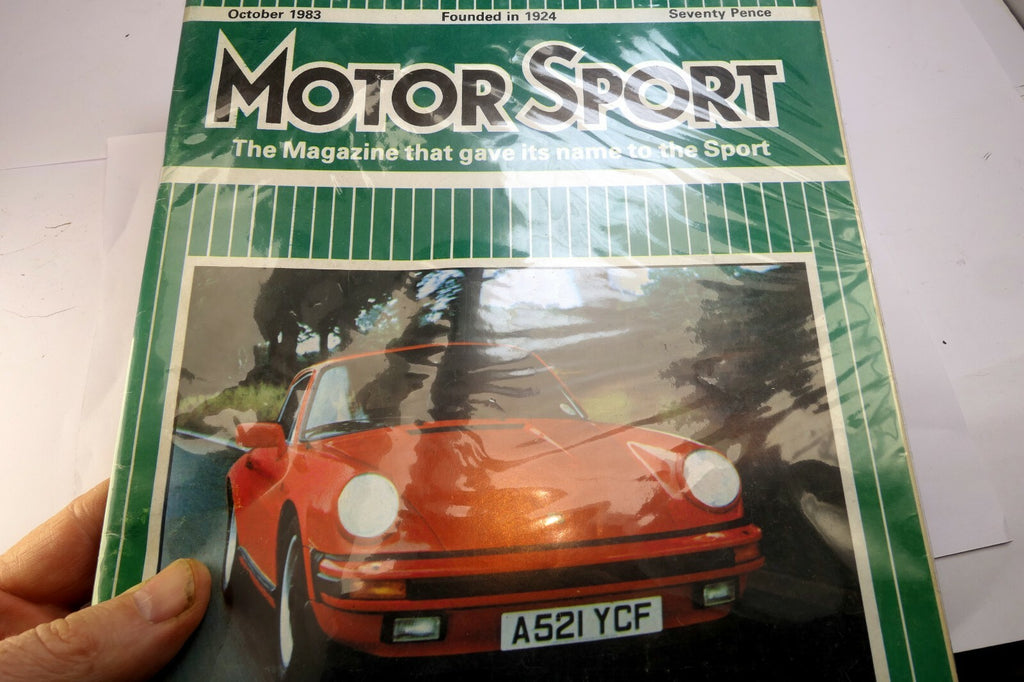 October 1983 Founded in 1924 Seventy Pence
MOTOR SPORT
The Magazine that gave its name to the Sport
A521 YCF